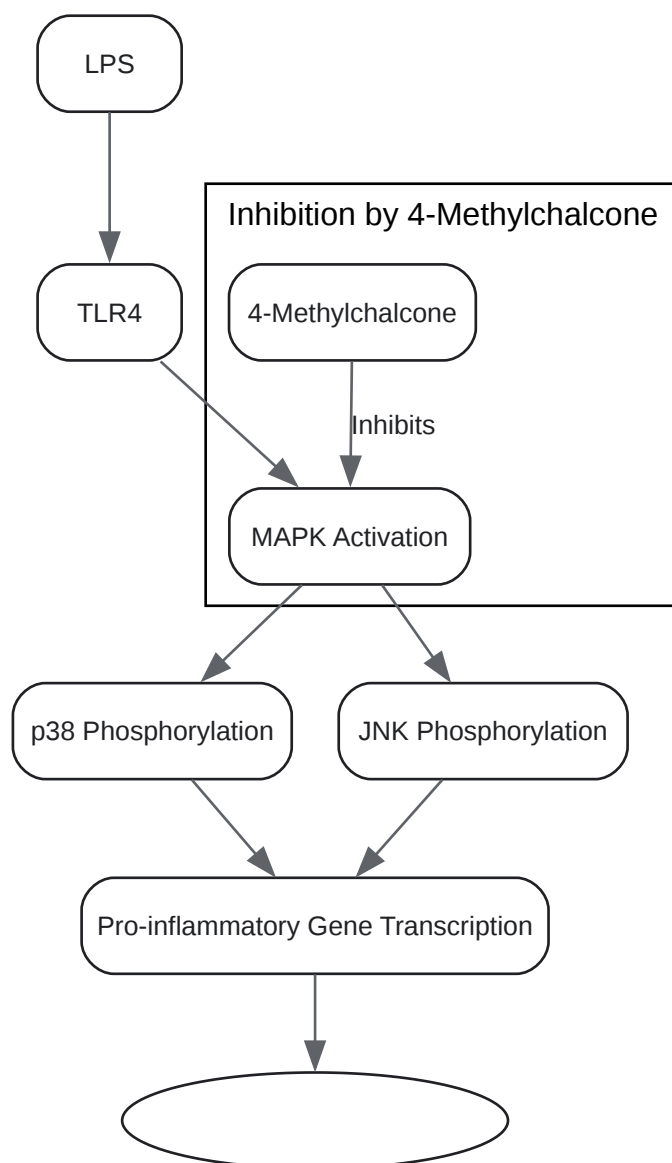 LPS
Inhibition by 4-Methylchalcone
TLR4
4-Methylchalcone
Inhibits
MAPK Activation
p38 Phosphorylation
JNK Phosphorylation
Pro-inflammatory Gene Transcription